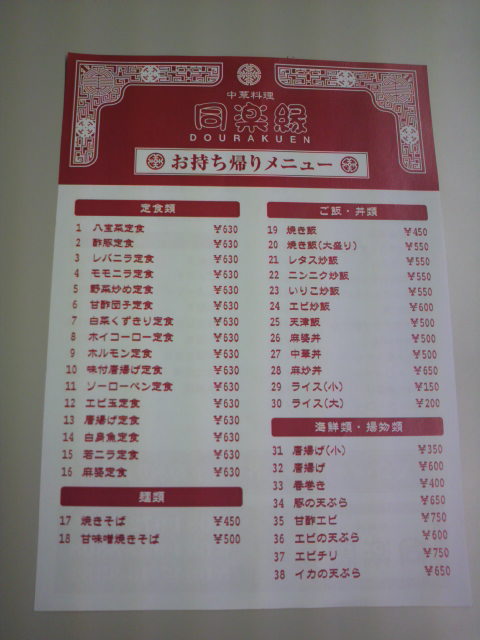 中華料理
同楽縁
DOURAKUEN
お持ち帰りメニュー
定食類
1 八宝菜定食 ¥630
2 酢豚定食 ¥630
3 レバニラ定食 ¥630
4 モモニラ定食 ¥630
5 野菜炒め定食 ¥630
6 甘酢団子定食 ¥630
7 白菜くずきり定食 ¥630
8 ホイコーロー定食 ¥630
9 ホルモン定食 ¥630
10 味付唐揚げ定食 ¥630
11 ソーローペン定食 ¥630
12 エビ玉定食 ¥630
13 唐揚げ定食 ¥630
14 白身魚定食 ¥630
15 若ニラ定食 ¥630
16 麻婆定食 ¥630
麺類
17 焼きそば ¥450
18 甘味噌焼きそば ¥500
ご飯・丼類
19 焼き飯 ¥450
20 焼き飯(大盛り) ¥550
21 レタス炒飯 ¥550
22 ニンニク炒飯 ¥550
23 いりこ炒飯 ¥550
24 エビ炒飯 ¥600
25 天津飯 ¥500
26 麻婆丼 ¥500
27 中華丼 ¥500
28 麻炒丼 ¥650
29 ライス(小) ¥150
30 ライス(大) ¥200
海鮮類・揚物類
31 唐揚げ(小) ¥350
32 唐揚げ ¥600
33 春巻き ¥400
34 豚の天ぷら ¥650
35 甘酢エビ ¥750
36 エビの天ぷら ¥600
37 エビチリ ¥750
38 イカの天ぷら ¥650